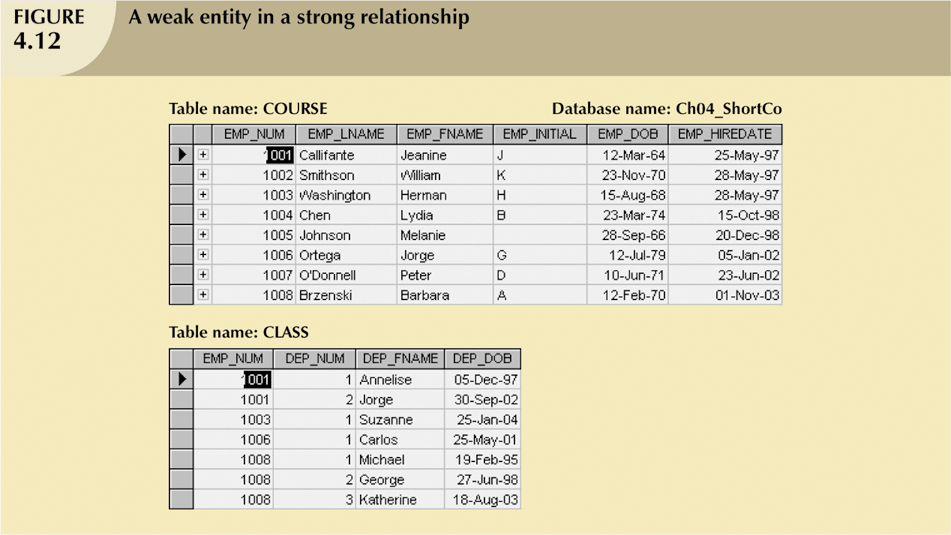 FIGURE
4.12
A weak entity in a strong relationship
Table name: COURSE Database name: Ch04_ShortCo
EMP_NUM EMP_LNAME EMP_FNAME EMP_INITIAL EMP_DOB EMP_HIREDATE
1001 Callifante Jeanine J 12-Mar-64 25-May-97
1002 Smithson William K 23-Nov-70 28-May-97
1003 Washington Herman H 15-Aug-68 28-May-97
1004 Chen Lydia B 23-Mar-74 15-Oct-98
1005 Johnson Melanie 28-Sep-66 20-Dec-98
1006 Ortega Jorge G 12-Jul-79 05-Jan-02
1007 O'Donnell Peter D 10-Jun-71 23-Jun-02
1008 Brzenski Barbara A 12-Feb-70 01-Nov-03
Table name: CLASS
EMP_NUM DEP_NUM DEP_FNAME DEP_DOB
1001 1 Annelise 05-Dec-97
1001 2 Jorge 30-Sep-02
1003 1 Suzanne 25-Jan-04
1006 1 Carlos 25-May-01
1008 1 Michael 19-Feb-95
1008 2 George 27-Jun-98
1008 3 Katherine 18-Aug-03